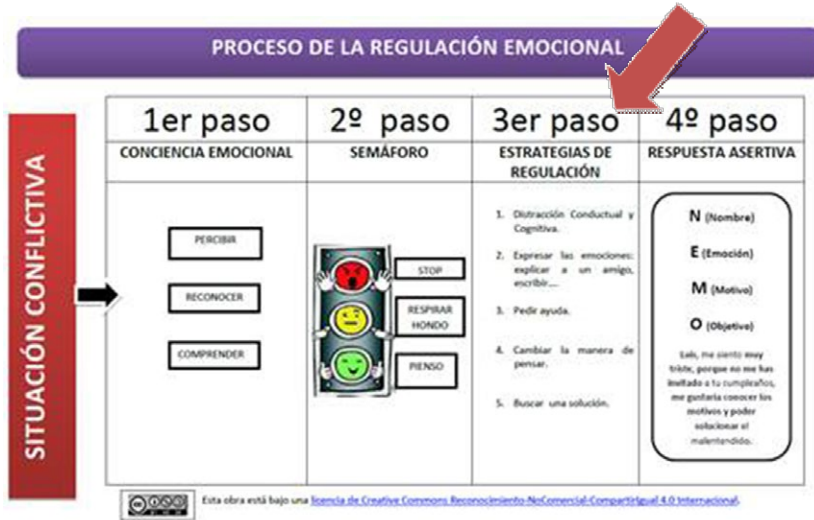 PROCESO DE LA REGULACIÓN EMOCIONAL
SITUACIÓN CONFLICTIVA
1er paso
CONCIENCIA EMOCIONAL
PERCIBIR
RECONOCER
COMPRENDER
2º paso
SEMÁFORO
STOP
RESPIRAR
HONDO
PIENSO
3er paso
ESTRATEGIAS DE
REGULACIÓN
1. Distracción Conductual y
Cognitiva.
2. Expresar las emociones:
explicar a un amigo,
escribir....
3. Pedir ayuda.
4. Cambiar la manera de
pensar.
5. Buscar una solución.
4º paso
RESPUESTA ASERTIVA
N (Nombre)
E (Emoción)
M (Motivo)
O (Objetivo)
Luis, me siento muy
triste, porque no me has
invitado a tu cumpleaños,
me gustaría conocer los
motivos y poder
solucionar el
malentendido.
Esta obra está bajo una licencia de Creative Commons Reconocimiento-NoComercial-CompartirIgual 4.0 Internacional.